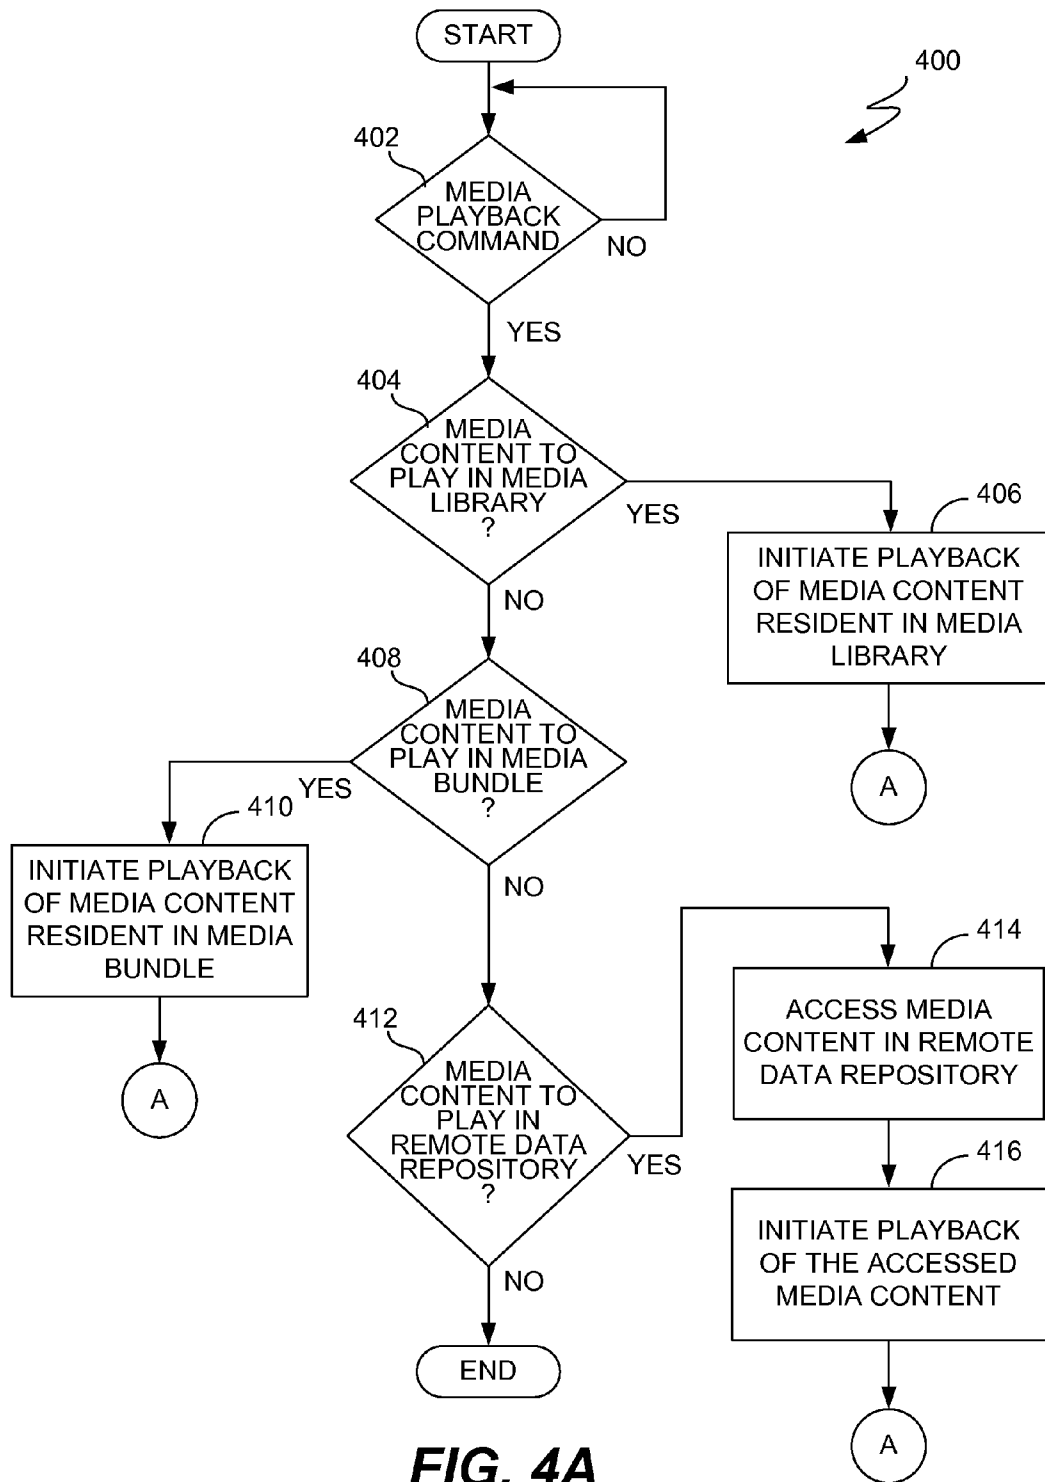 START
400
402
MEDIA
PLAYBACK
COMMAND
NO
YES
404
MEDIA
CONTENT TO
PLAY IN MEDIA
LIBRARY
?
YES
406
INITIATE PLAYBACK
OF MEDIA CONTENT
RESIDENT IN MEDIA
LIBRARY
A
NO
408
MEDIA
CONTENT TO
PLAY IN MEDIA
BUNDLE
?
YES
410
INITIATE PLAYBACK
OF MEDIA CONTENT
RESIDENT IN MEDIA
BUNDLE
A
NO
412
MEDIA
CONTENT TO
PLAY IN
REMOTE DATA
REPOSITORY
?
YES
414
ACCESS MEDIA
CONTENT IN REMOTE
DATA REPOSITORY
416
INITIATE PLAYBACK
OF THE ACCESSED
MEDIA CONTENT
A
NO
END
FIG. 4A